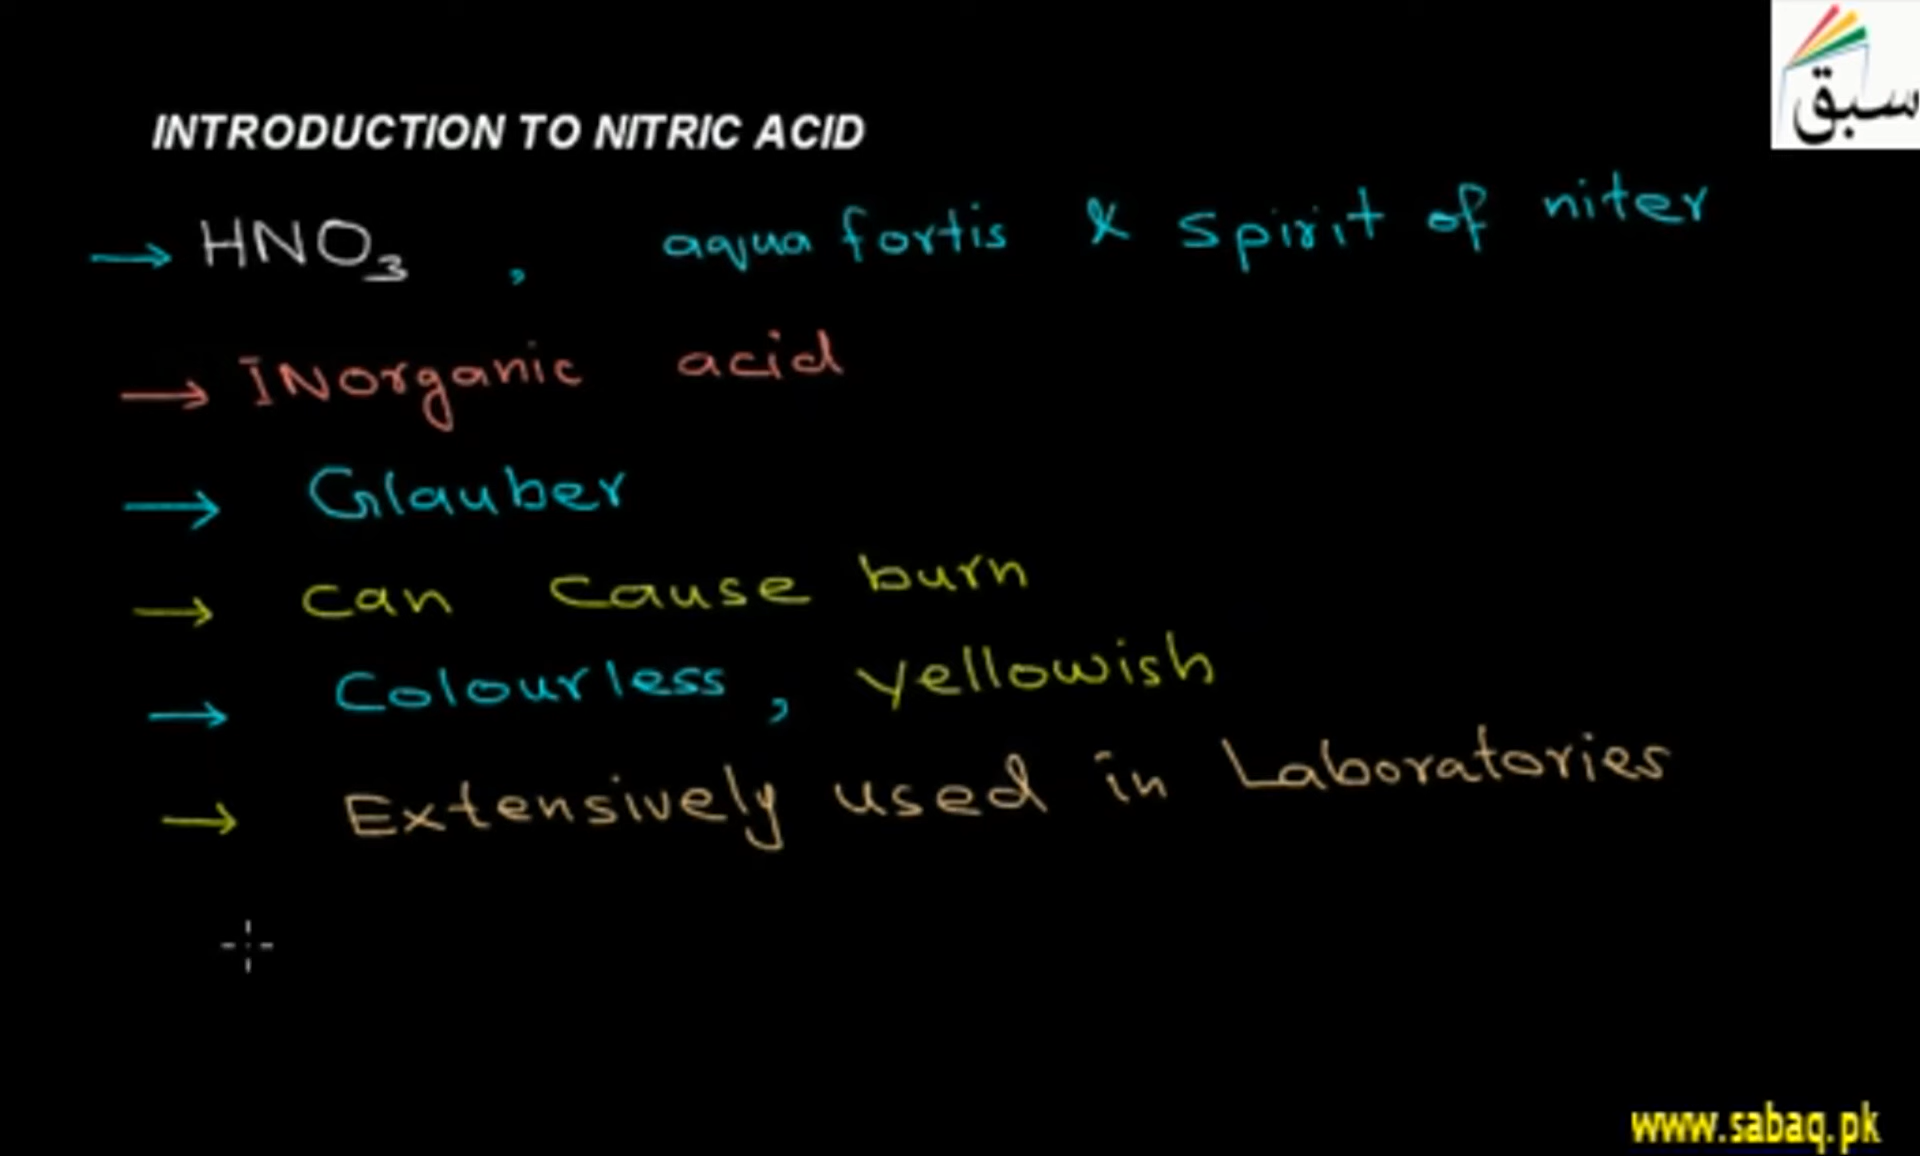 سبق
INTRODUCTION TO NITRIC ACID
→ HNO₃ , aqua fortis & spirit of niter
→ INorganic acid
→ Glauber
→ can cause burn
→ Colourless , yellowish
→ Extensively used in Laboratories
www.sabaq.pk